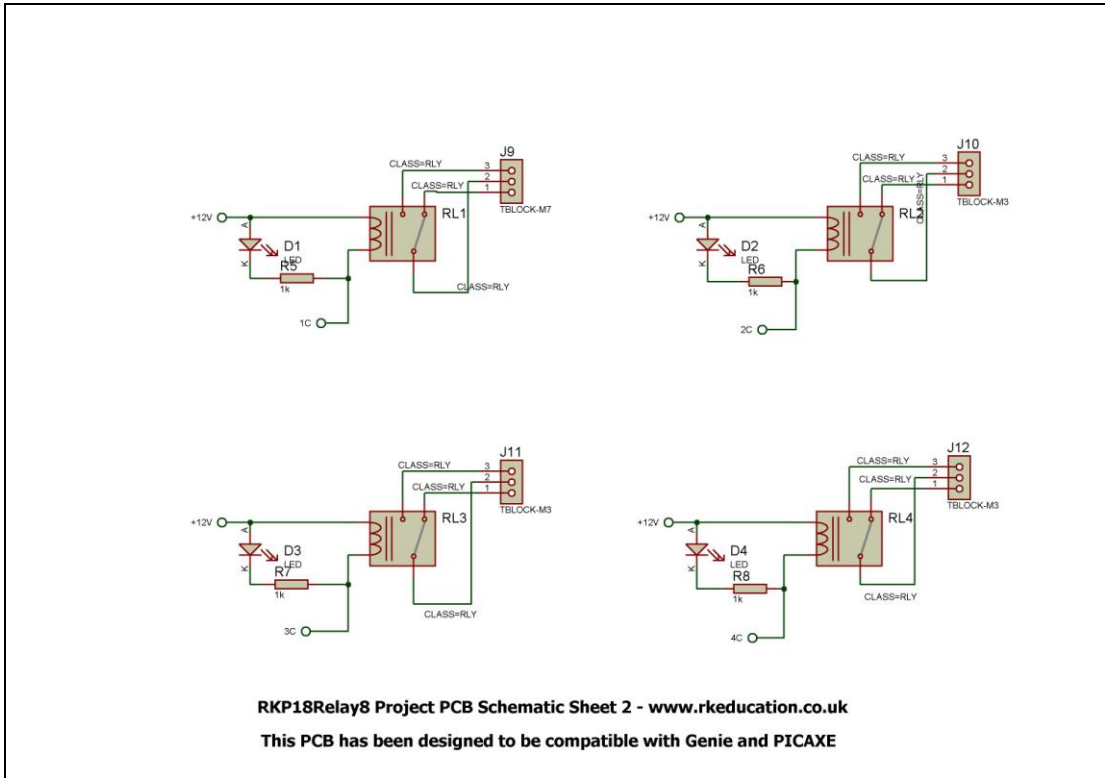 J9
CLASS=RLY
3
2
CLASS=RLY
1
TBLOCK-M7
RL1
+12V
A
D1
LED
K
R5
1k
CLASS=RLY
1C
J10
CLASS=RLY
3
2
CLASS=RLY
1
CLASS=RLY
TBLOCK-M3
RL2
+12V
A
D2
LED
K
R6
1k
2C
J11
CLASS=RLY
3
2
CLASS=RLY
1
TBLOCK-M3
RL3
+12V
A
D3
LED
K
R7
1k
CLASS=RLY
3C
J12
CLASS=RLY
3
2
CLASS=RLY
1
TBLOCK-M3
RL4
+12V
A
D4
LED
K
R8
1k
CLASS=RLY
4C
RKP18Relay8 Project PCB Schematic Sheet 2 - www.rkeducation.co.uk
This PCB has been designed to be compatible with Genie and PICAXE